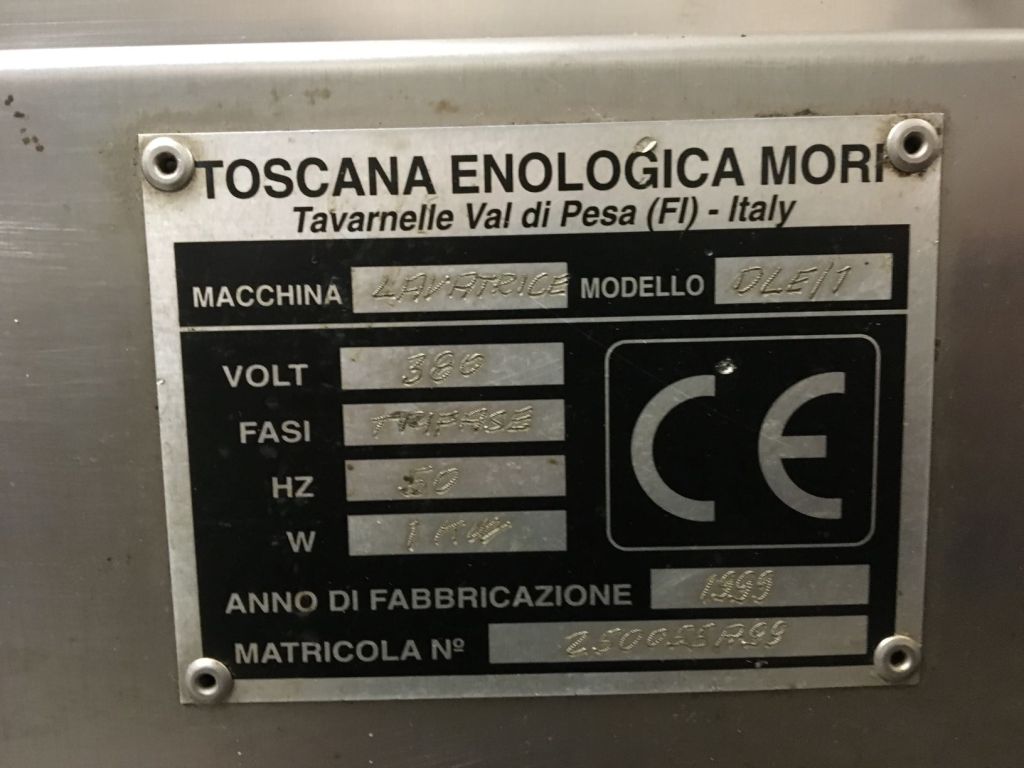 TOSCANA ENOLOGICA MORI
Tavarnelle Val di Pesa (FI) - Italy
MACCHINA LAVATRICE MODELLO DLE/1
VOLT 380
FASI TRIFASE
HZ 50
W 1 KW
CE
ANNO DI FABBRICAZIONE 1999
MATRICOLA Nº